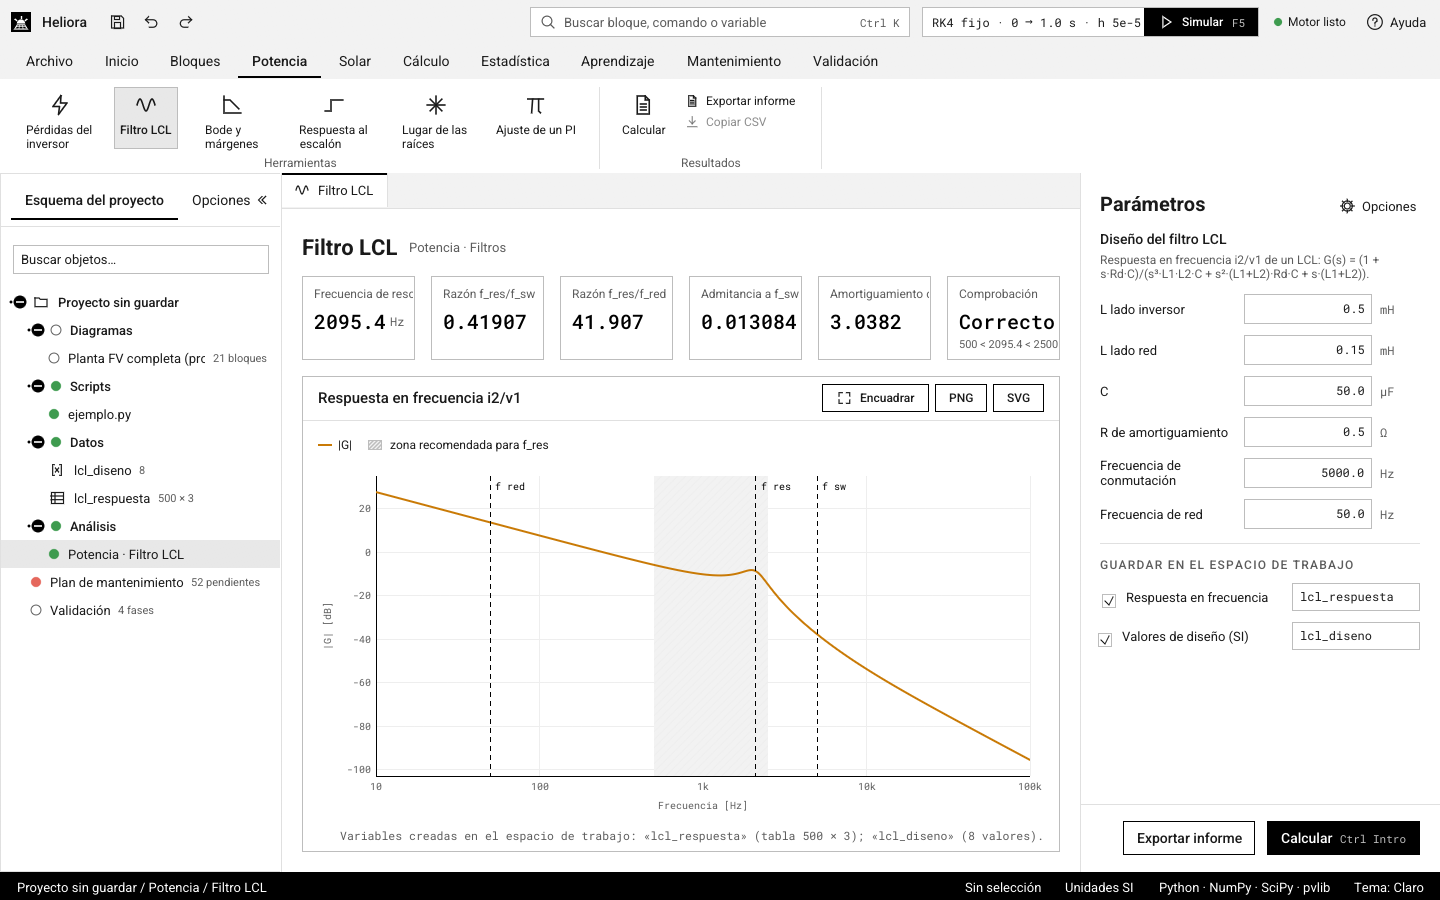 Heliora
Buscar bloque, comando o variable
Ctrl K
RK4 fijo · 0 → 1.0 s · h 5e-5
Simular F5
Motor listo
Ayuda
Archivo
Inicio
Bloques
Potencia
Solar
Cálculo
Estadística
Aprendizaje
Mantenimiento
Validación
Pérdidas del
inversor
Filtro LCL
Bode y
márgenes
Respuesta al
escalón
Lugar de las
raíces
Ajuste de un PI
Herramientas
Calcular
Exportar informe
Copiar CSV
Resultados
Esquema del proyecto
Opciones
Buscar objetos…
Proyecto sin guardar
Diagramas
Planta FV completa (prc 21 bloques
Scripts
ejemplo.py
Datos
lcl_diseno 8
lcl_respuesta 500 × 3
Análisis
Potencia · Filtro LCL
Plan de mantenimiento 52 pendientes
Validación 4 fases
Filtro LCL
Filtro LCL Potencia · Filtros
Frecuencia de resc
2095.4 Hz
Razón f_res/f_sw
0.41907
Razón f_res/f_red
41.907
Admitancia a f_sw
0.013084
Amortiguamiento c
3.0382
Comprobación
Correcto
500 < 2095.4 < 2500
Respuesta en frecuencia i2/v1
Encuadrar
PNG
SVG
|G|
zona recomendada para f_res
f red
f res
f sw
20
0
-20
-40
-60
-80
-100
|G| [dB]
10
100
1k
10k
100k
Frecuencia [Hz]
Variables creadas en el espacio de trabajo: «lcl_respuesta» (tabla 500 × 3); «lcl_diseno» (8 valores).
Parámetros
Opciones
Diseño del filtro LCL
Respuesta en frecuencia i2/v1 de un LCL: G(s) = (1 +
s·Rd·C)/(s³·L1·L2·C + s²·(L1+L2)·Rd·C + s·(L1+L2)).
L lado inversor 0.5 mH
L lado red 0.15 mH
C 50.0 µF
R de amortiguamiento 0.5 Ω
Frecuencia de
conmutación 5000.0 Hz
Frecuencia de red 50.0 Hz
GUARDAR EN EL ESPACIO DE TRABAJO
Respuesta en frecuencia lcl_respuesta
Valores de diseño (SI) lcl_diseno
Exportar informe
Calcular Ctrl Intro
Proyecto sin guardar / Potencia / Filtro LCL
Sin selección
Unidades SI
Python · NumPy · SciPy · pvlib
Tema: Claro